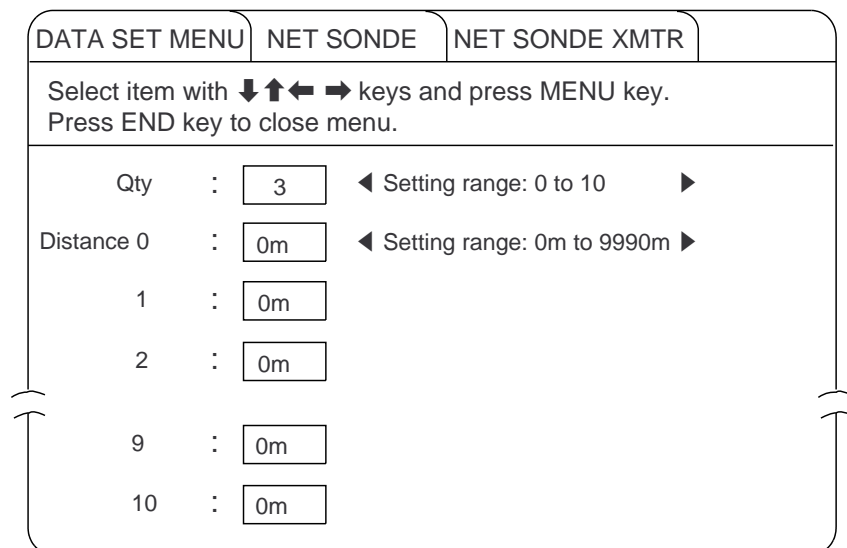 DATA SET MENU NET SONDE NET SONDE XMTR
Select item with ⬇⬆⬅ ➡ keys and press MENU key.
Press END key to close menu.
Qty : 3 ◀ Setting range: 0 to 10 ▶
Distance 0 : 0m ◀ Setting range: 0m to 9990m ▶
1 : 0m
2 : 0m
9 : 0m
10 : 0m